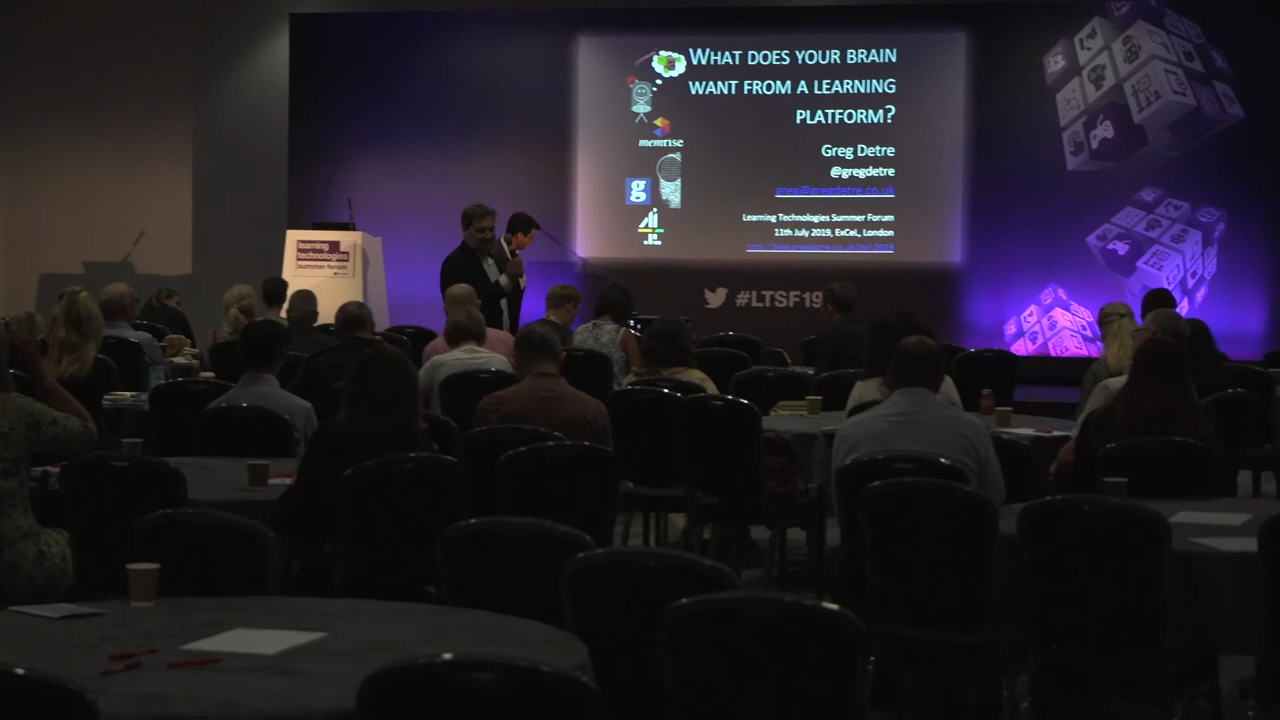 WHAT DOES YOUR BRAIN
WANT FROM A LEARNING
PLATFORM?
memrise
Greg Detre
@gregdetre
g
greg@gregdetre.co.uk
Learning Technologies Summer Forum
11th July 2019, ExCeL, London
learning
technologies
summer forum
#LTSF19